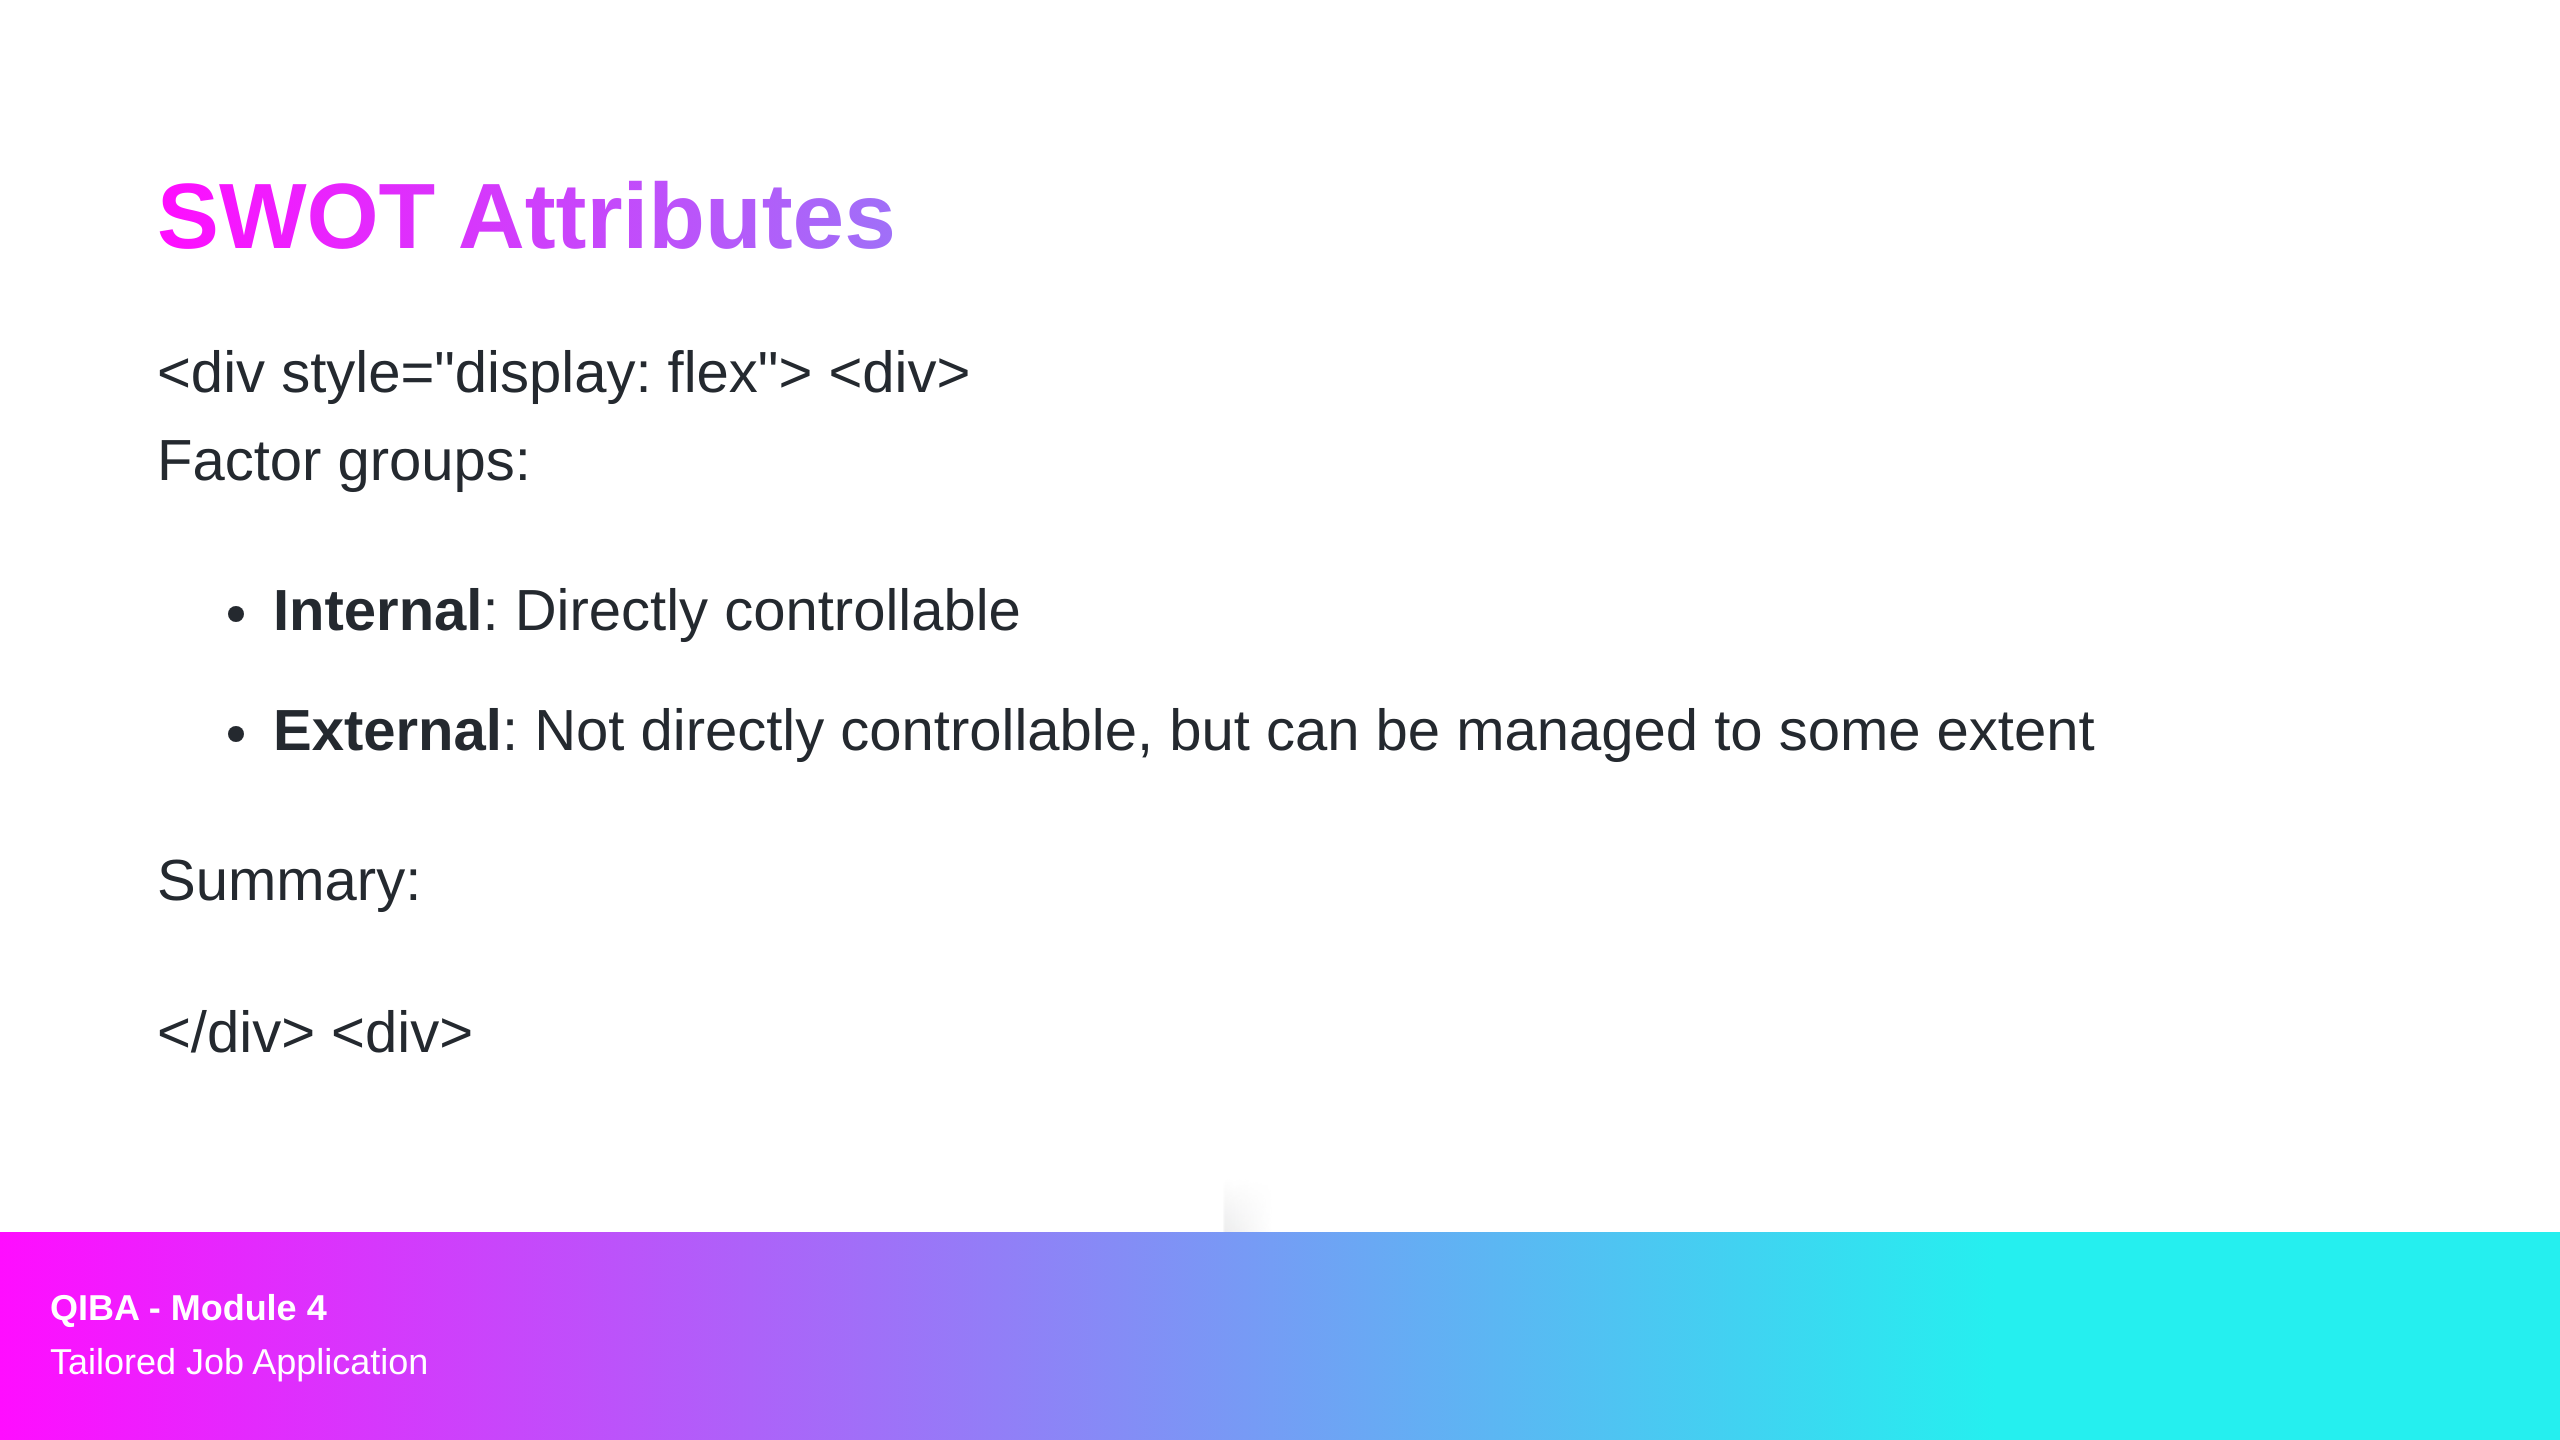 SWOT Attributes
<div style="display: flex"> <div>
Factor groups:
• Internal: Directly controllable
• External: Not directly controllable, but can be managed to some extent
Summary:
</div> <div>
QIBA - Module 4
Tailored Job Application